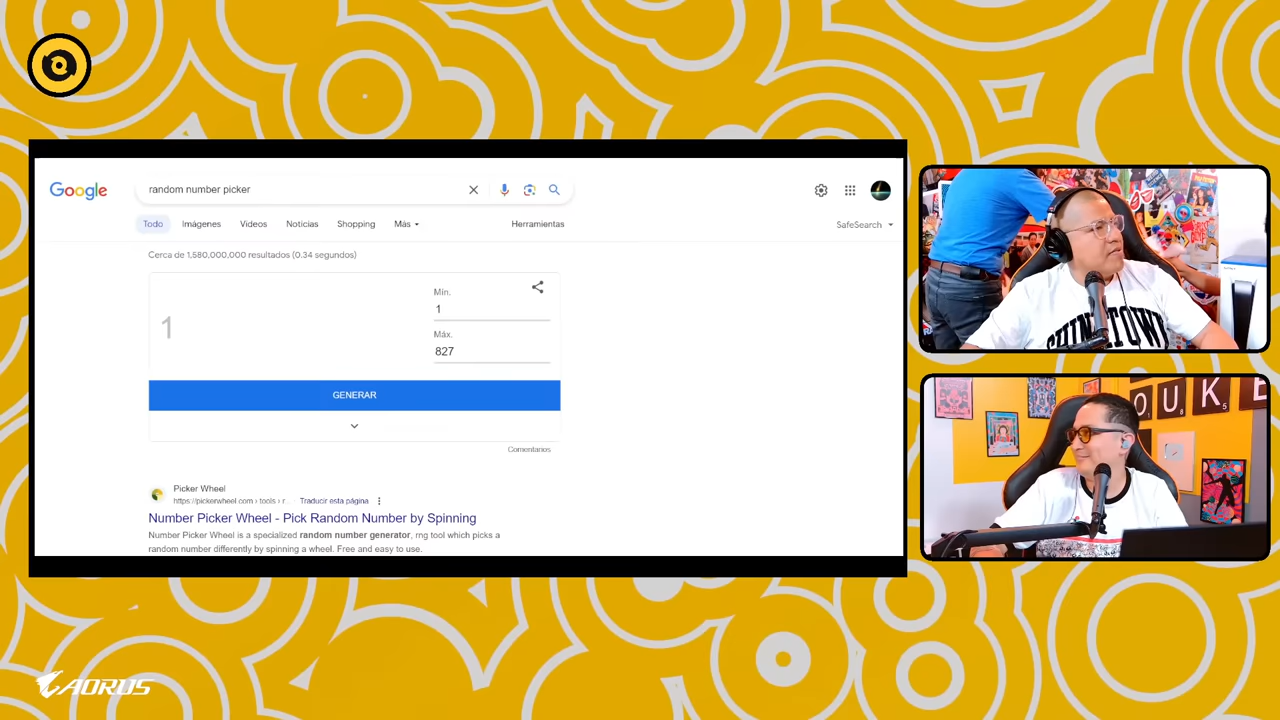 Google
random number picker
Todo
Imágenes
Videos
Noticias
Shopping
Más
Herramientas
SafeSearch
Cerca de 1,580,000,000 resultados (0.34 segundos)
Mín.
1
1
Máx.
827
GENERAR
Comentarios
Picker Wheel
https://pickerwheel.com › tools › r...
Traducir esta página
Number Picker Wheel - Pick Random Number by Spinning
Number Picker Wheel is a specialized random number generator, rng tool which picks a
random number differently by spinning a wheel. Free and easy to use.
CHINATOWN
OUKE
AORUS